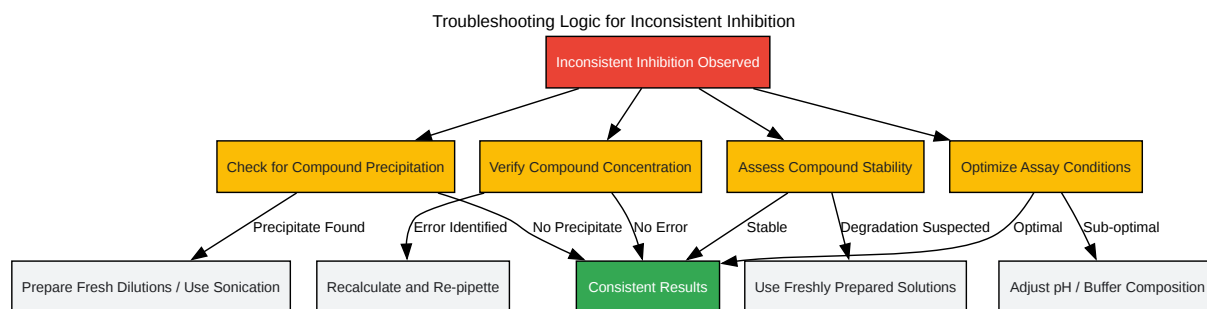 Troubleshooting Logic for Inconsistent Inhibition
Inconsistent Inhibition Observed
Check for Compound Precipitation
Verify Compound Concentration
Assess Compound Stability
Optimize Assay Conditions
Precipitate Found
Error Identified
No Precipitate
No Error
Stable
Degradation Suspected
Optimal
Sub-optimal
Prepare Fresh Dilutions / Use Sonication
Recalculate and Re-pipette
Consistent Results
Use Freshly Prepared Solutions
Adjust pH / Buffer Composition